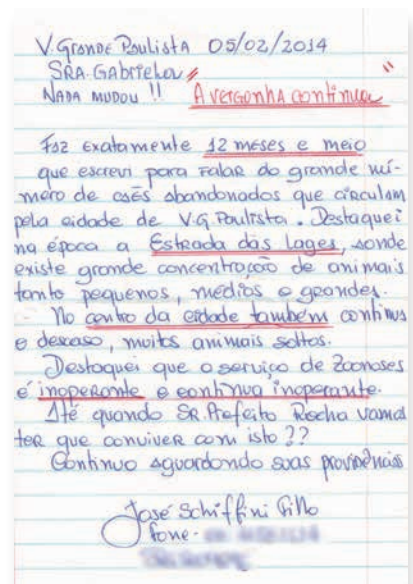 V. Grande Paulista 05/02/2014
SRA. Gabriela
NADA MUDOU !! "A vergonha continua"
Faz exatamente 12 meses e meio
que escrevi para falar do grande nú-
mero de cães abandonados que circulam
pela cidade de V.G. Paulista. Destaquei
na época a Estrada das Lages, aonde
existe grande concentração de animais
tanto pequenos, médios e grandes.
No centro da cidade também continua
o descaso, muitos animais soltos.
Destaquei que o serviço de Zoonoses
é inoperante e continua inoperante.
Até quando SR. Prefeito Rocha vamos
ter que conviver com isto ??
Continuo aguardando suas providências
José Schiffini Filho
fone-